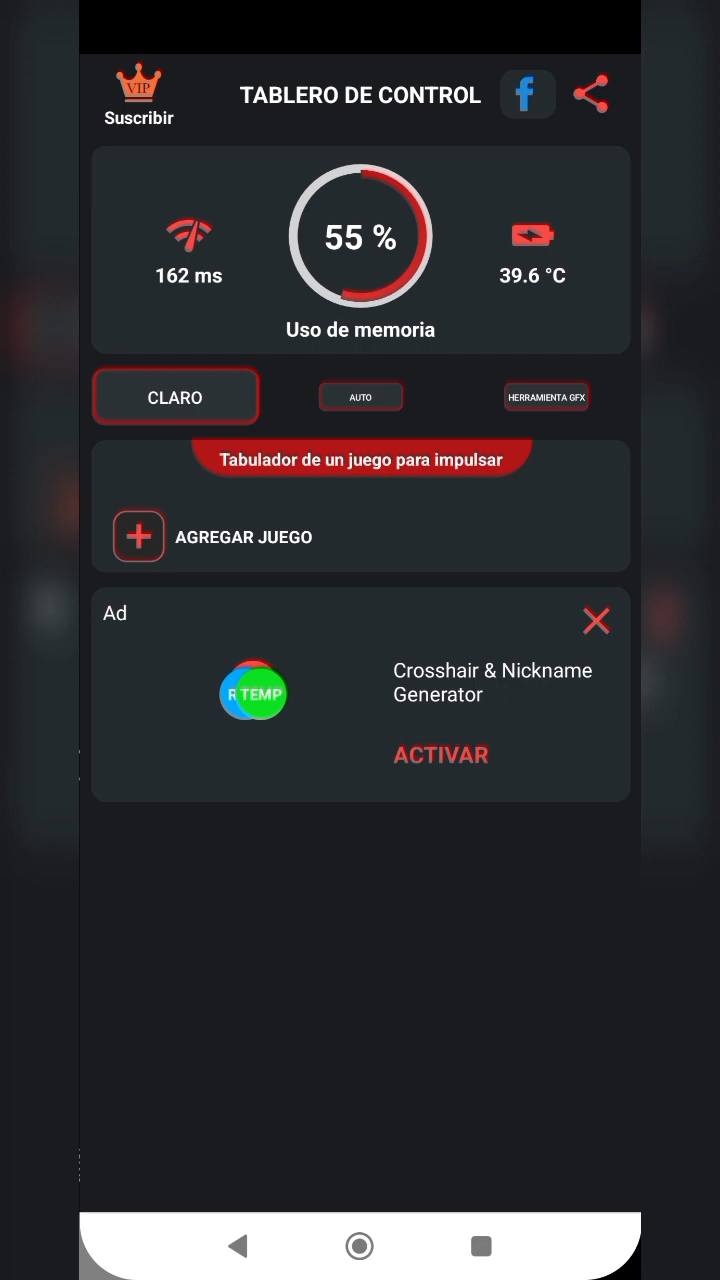 VIP
Suscribir
TABLERO DE CONTROL
55 %
162 ms
39.6 °C
Uso de memoria
CLARO
AUTO
HERRAMIENTA GFX
Tabulador de un juego para impulsar
AGREGAR JUEGO
Ad
R TEMP
Crosshair & Nickname
Generator
ACTIVAR